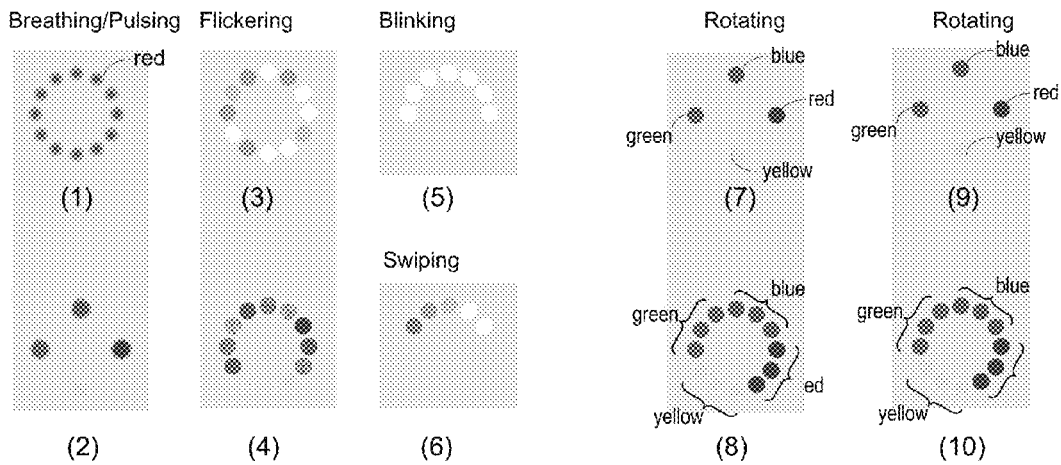 Breathing/Pulsing
Flickering
Blinking
Rotating
Rotating
red
blue
red
green
yellow
blue
red
green
yellow
(1)
(3)
(5)
(7)
(9)
Swiping
blue
green
ed
yellow
blue
green
yellow
(2)
(4)
(6)
(8)
(10)